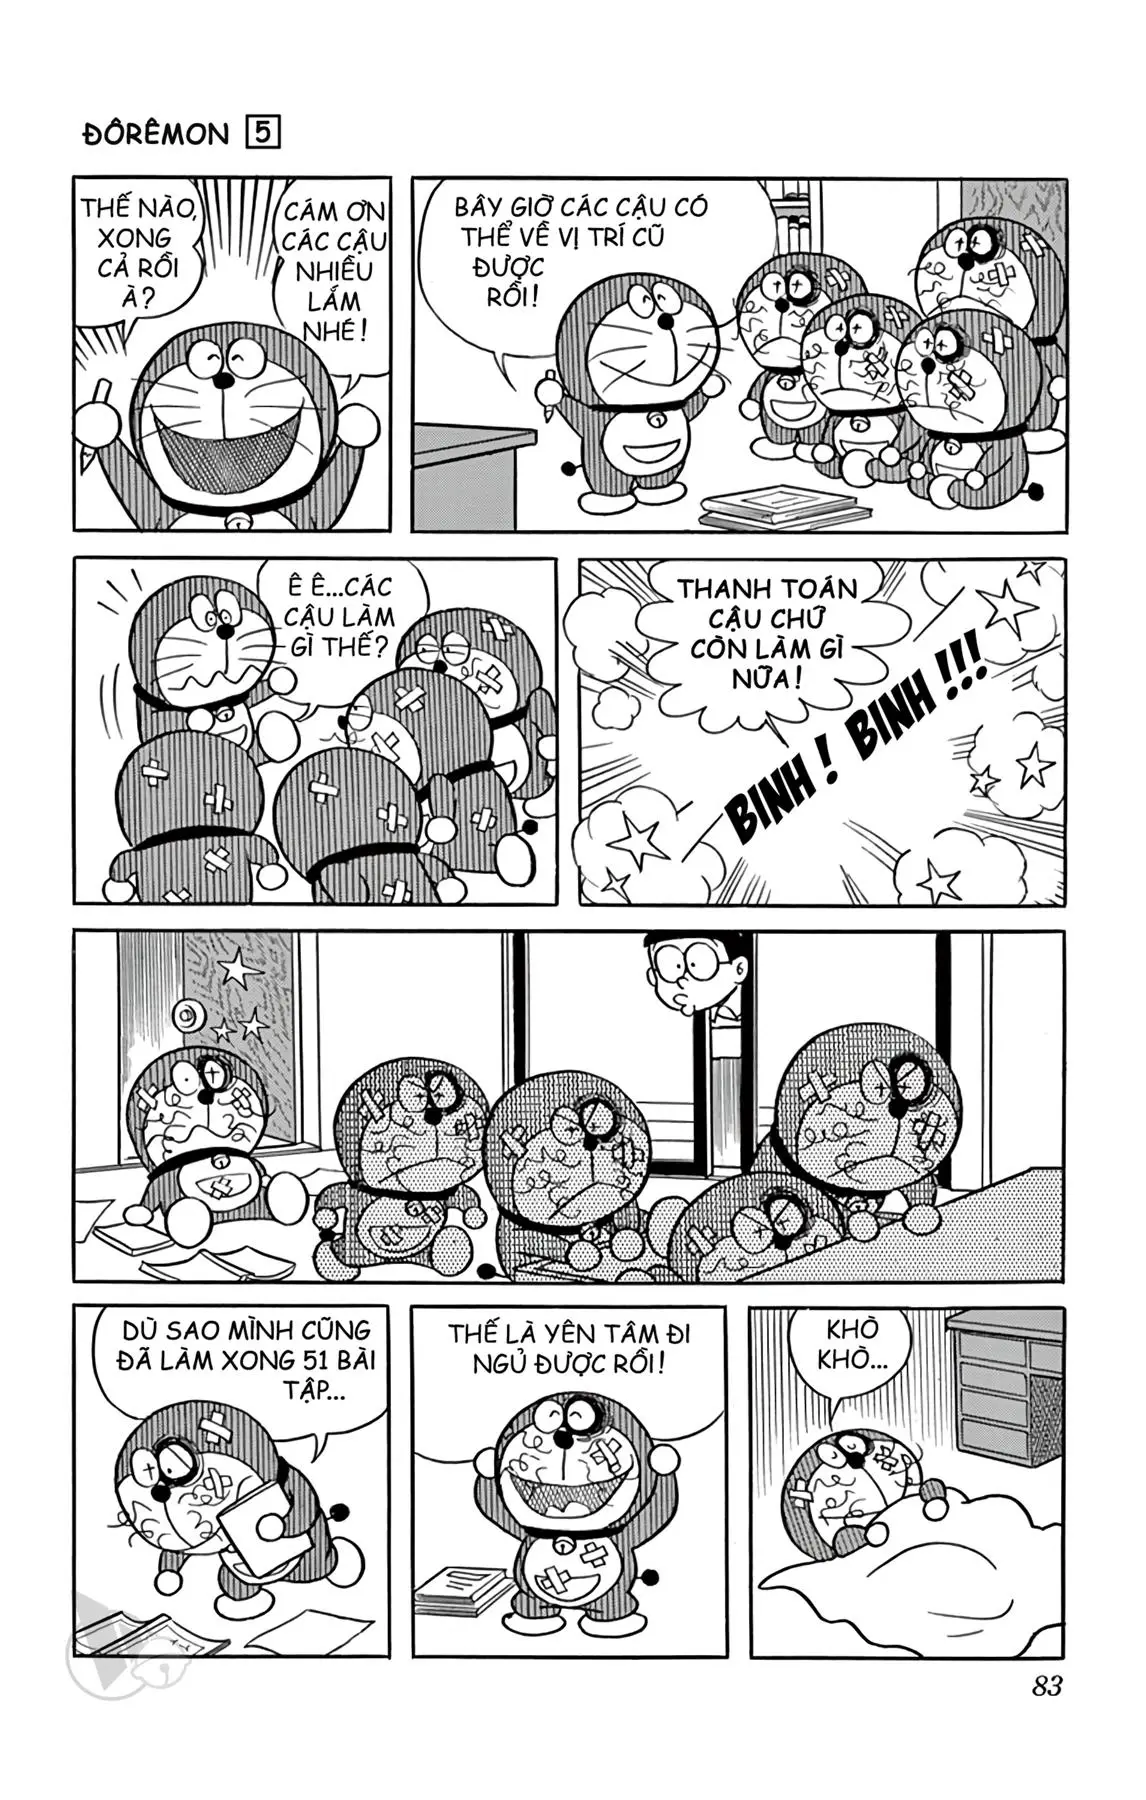 ĐÔRÊMON 5
THẾ NÀO,
XONG
CẢ RỒI
À?
CÁM ƠN
CÁC CẬU
NHIỀU
LẮM
NHÉ!
BÂY GIỜ CÁC CẬU CÓ
THỂ VỀ VỊ TRÍ CŨ
ĐƯỢC
RỒI!
Ê Ê...CÁC
CẬU LÀM
GÌ THẾ?
THANH TOÁN
CẬU CHỨ
CÒN LÀM GÌ
NỮA!
BINH! BINH!!!
DÙ SAO MÌNH CŨNG
ĐÃ LÀM XONG 51 BÀI
TẬP...
THẾ LÀ YÊN TÂM ĐI
NGỦ ĐƯỢC RỒI!
KHÒ
KHÒ...
83